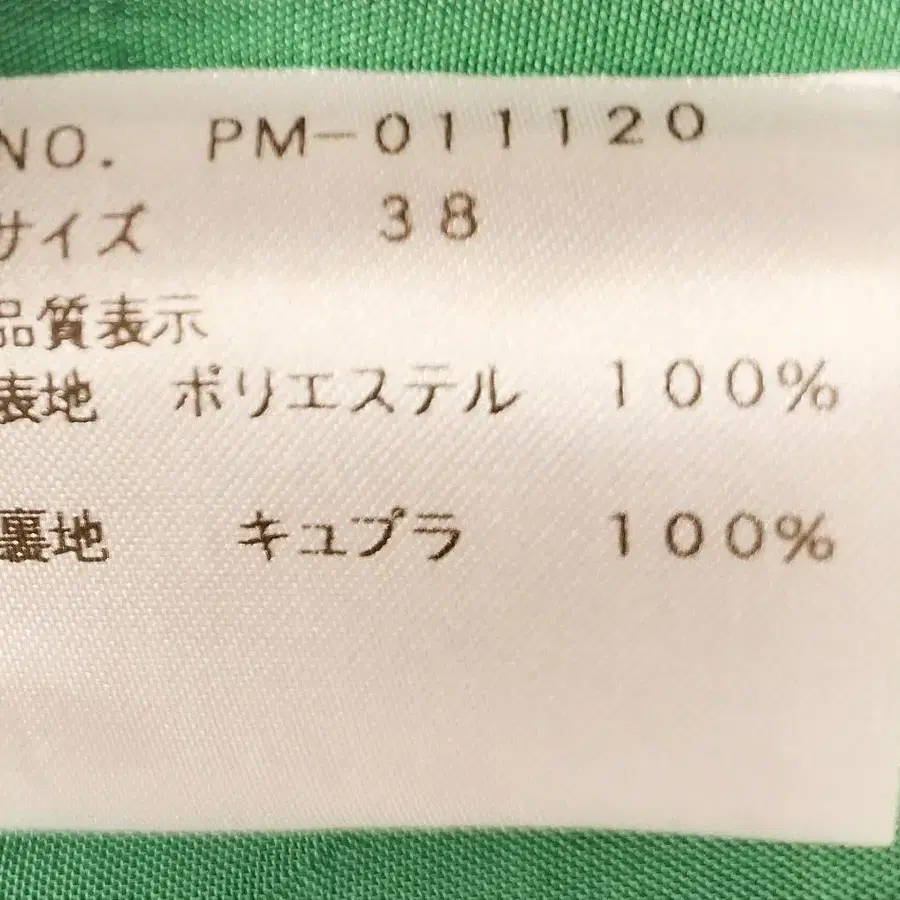 NO. PM-011120
サイズ 38
品質表示
表地 ポリエステル 100%
裏地 キュプラ 100%